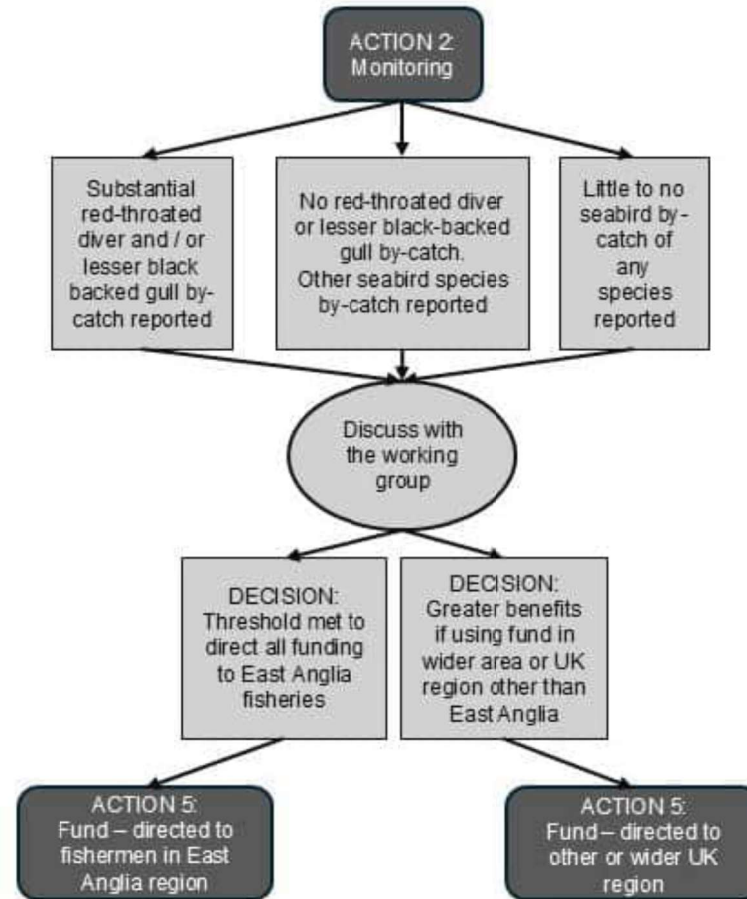 ACTION 2:
Monitoring
Substantial
red-throated
diver and / or
lesser black
backed gull by-
catch reported
No red-throated diver
or lesser black-backed
gull by-catch.
Other seabird species
by-catch reported
Little to no
seabird by-
catch of
any
species
reported
Discuss with
the working
group
DECISION:
Threshold met to
direct all funding
to East Anglia
fisheries
DECISION:
Greater benefits
if using fund in
wider area or UK
region other than
East Anglia
ACTION 5:
Fund – directed to
fishermen in East
Anglia region
ACTION 5:
Fund – directed to
other or wider UK
region